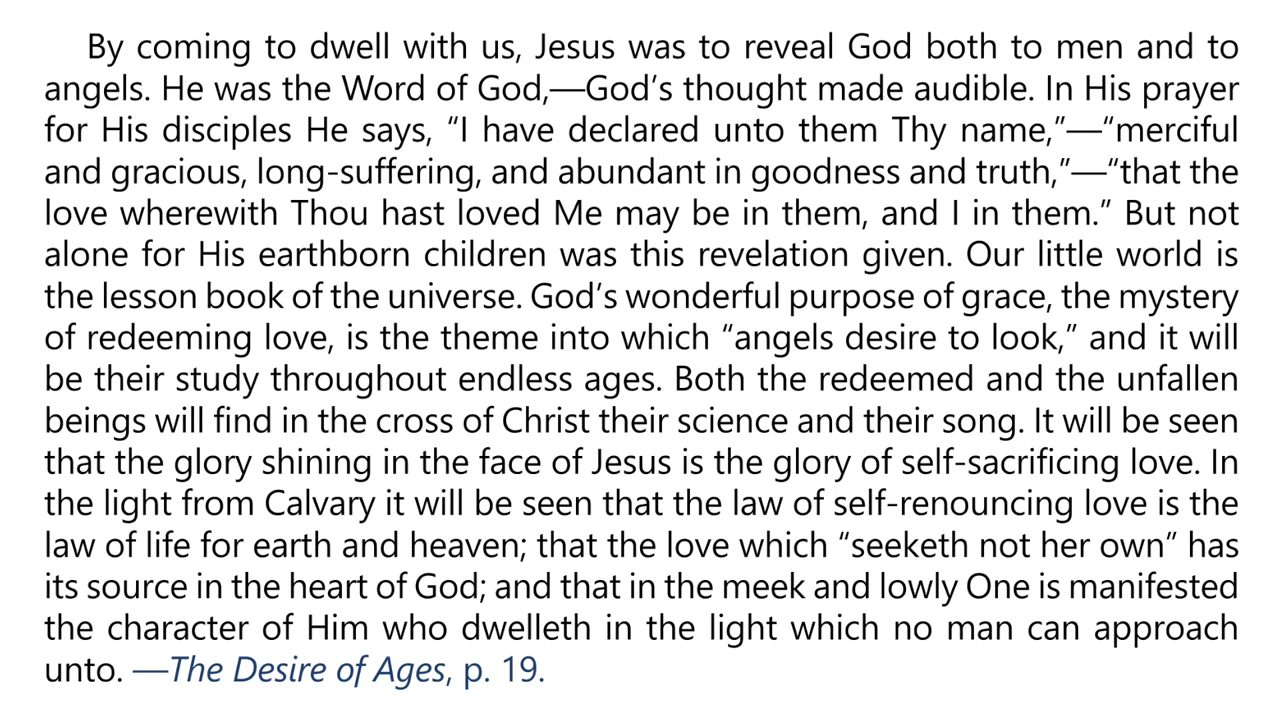 By coming to dwell with us, Jesus was to reveal God both to men and to
angels. He was the Word of God,—God’s thought made audible. In His prayer
for His disciples He says, “I have declared unto them Thy name,”—“merciful
and gracious, long-suffering, and abundant in goodness and truth,”—“that the
love wherewith Thou hast loved Me may be in them, and I in them.” But not
alone for His earthborn children was this revelation given. Our little world is
the lesson book of the universe. God’s wonderful purpose of grace, the mystery
of redeeming love, is the theme into which “angels desire to look,” and it will
be their study throughout endless ages. Both the redeemed and the unfallen
beings will find in the cross of Christ their science and their song. It will be seen
that the glory shining in the face of Jesus is the glory of self-sacrificing love. In
the light from Calvary it will be seen that the law of self-renouncing love is the
law of life for earth and heaven; that the love which “seeketh not her own” has
its source in the heart of God; and that in the meek and lowly One is manifested
the character of Him who dwelleth in the light which no man can approach
unto. —The Desire of Ages, p. 19.